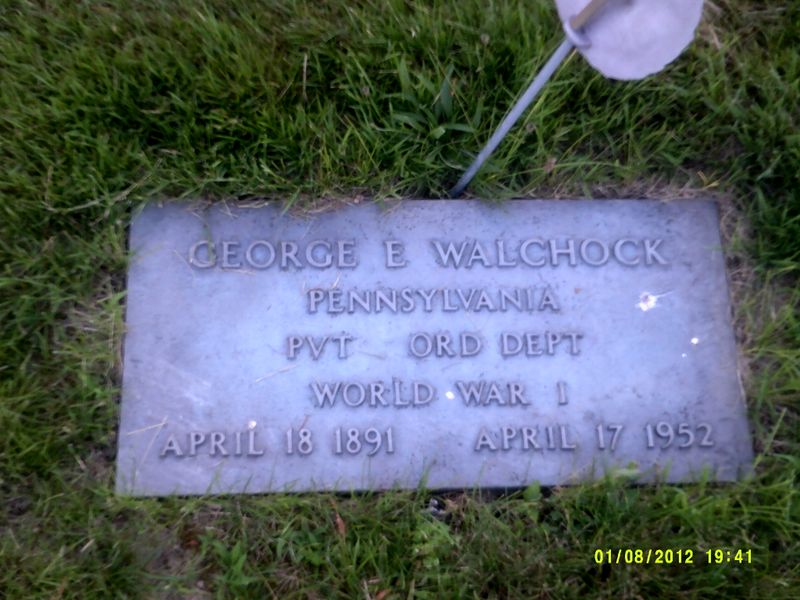 GEORGE E WALCHOCK
PENNSYLVANIA
PVT ORD DEPT
WORLD WAR I
APRIL 18 1891 APRIL 17 1952
01/08/2012 19:41